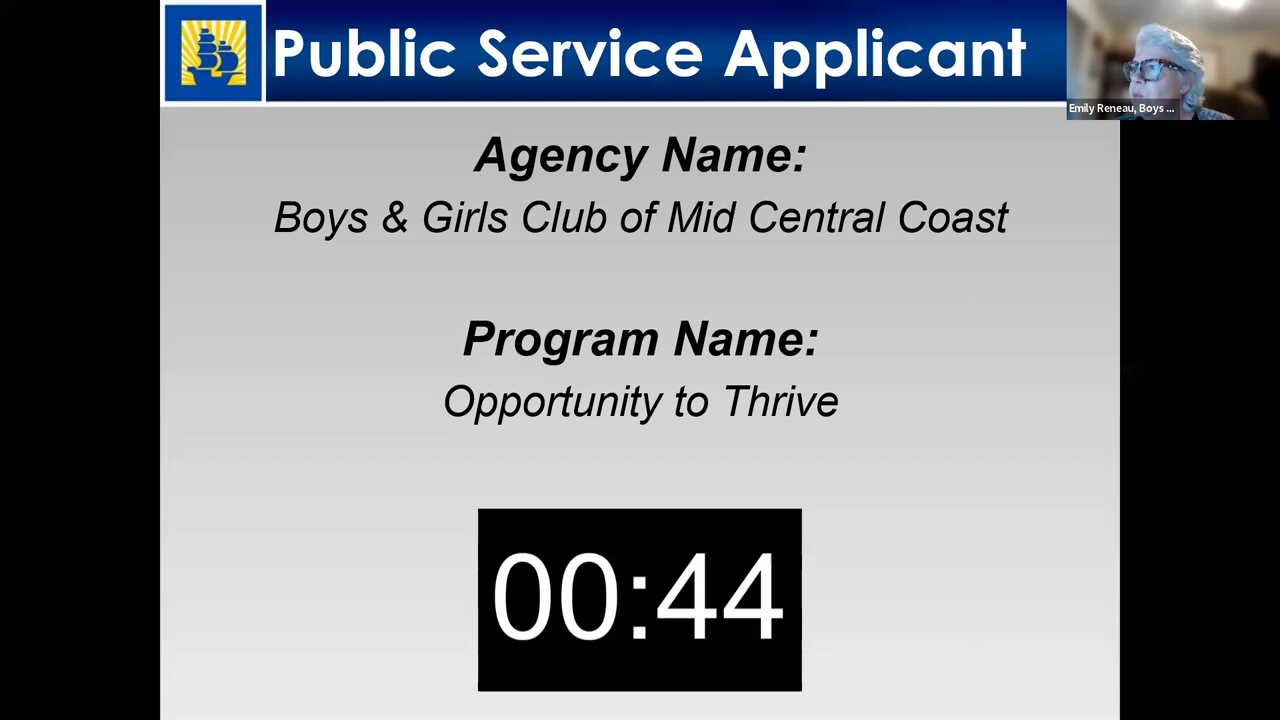 Public Service Applicant
Emily Reneau, Boys ...
Agency Name:
Boys & Girls Club of Mid Central Coast
Program Name:
Opportunity to Thrive
00:44